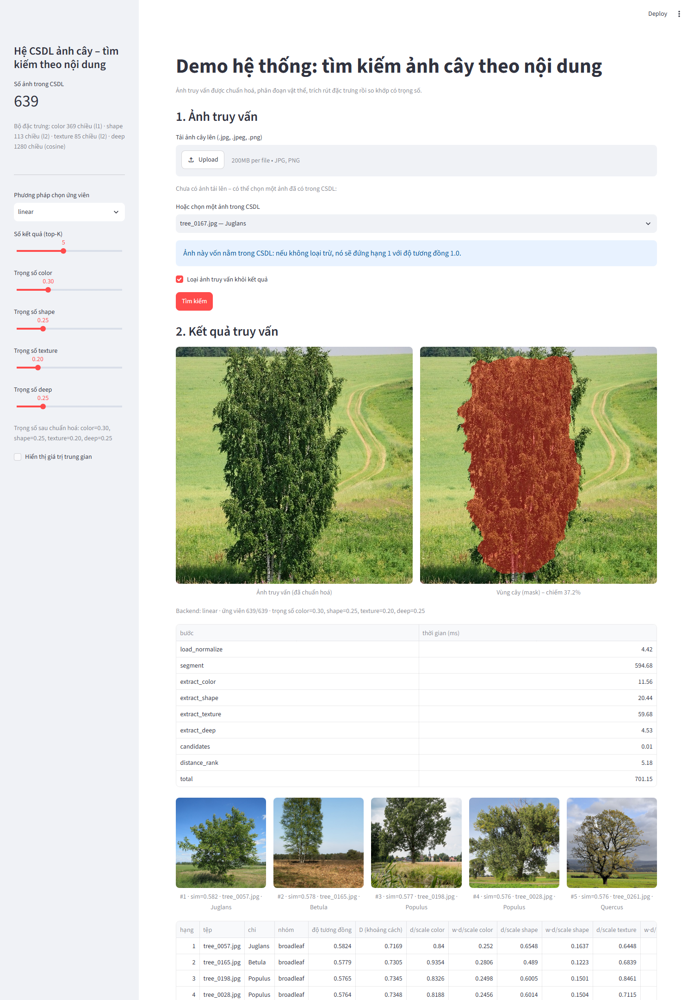 Deploy
Hệ CSDL ảnh cây – tìm
kiếm theo nội dung
Số ảnh trong CSDL
639
Bộ đặc trưng: color 369 chiều (l1) · shape
113 chiều (l2) · texture 85 chiều (l2) · deep
1280 chiều (cosine)
Phương pháp chọn ứng viên
linear
Số kết quả (top-K)
5
Trọng số color
0.30
Trọng số shape
0.25
Trọng số texture
0.20
Trọng số deep
0.25
Trọng số sau chuẩn hoá: color=0.30,
shape=0.25, texture=0.20, deep=0.25
Hiển thị giá trị trung gian
Demo hệ thống: tìm kiếm ảnh cây theo nội dung
Ảnh truy vấn được chuẩn hoá, phân đoạn vật thể, trích rút đặc trưng rồi so khớp có trọng số.
1. Ảnh truy vấn
Tải ảnh cây lên (.jpg, .jpeg, .png)
Upload 200MB per file • JPG, PNG
Chưa có ảnh tải lên – có thể chọn một ảnh đã có trong CSDL:
Hoặc chọn một ảnh trong CSDL
tree_0167.jpg — Juglans
Ảnh này vốn nằm trong CSDL: nếu không loại trừ, nó sẽ đứng hạng 1 với độ tương đồng 1.0.
Loại ảnh truy vấn khỏi kết quả
Tìm kiếm
2. Kết quả truy vấn
Ảnh truy vấn (đã chuẩn hoá) Vùng cây (mask) – chiếm 37.2%
Backend: linear · ứng viên 639/639 · trọng số color=0.30, shape=0.25, texture=0.20, deep=0.25
bước thời gian (ms)
load_normalize 4.42
segment 594.68
extract_color 11.56
extract_shape 20.44
extract_texture 59.68
extract_deep 4.53
candidates 0.01
distance_rank 5.18
total 701.15
#1 · sim=0.582 · tree_0057.jpg ·
Juglans
#2 · sim=0.578 · tree_0165.jpg ·
Betula
#3 · sim=0.577 · tree_0198.jpg ·
Populus
#4 · sim=0.576 · tree_0028.jpg ·
Populus
#5 · sim=0.576 · tree_0261.jpg ·
Quercus
hạng tệp chi nhóm độ tương đồng D (khoảng cách) d/scale color w·d/scale color d/scale shape w·d/scale shape d/scale texture w·d/
1 tree_0057.jpg Juglans broadleaf 0.5824 0.7169 0.84 0.252 0.6548 0.1637 0.6448
2 tree_0165.jpg Betula broadleaf 0.5779 0.7305 0.9354 0.2806 0.489 0.1223 0.6839
3 tree_0198.jpg Populus broadleaf 0.5765 0.7345 0.8326 0.2498 0.6005 0.1501 0.8461
4 tree_0028.jpg Populus broadleaf 0.5764 0.7348 0.8188 0.2456 0.6014 0.1504 0.7115